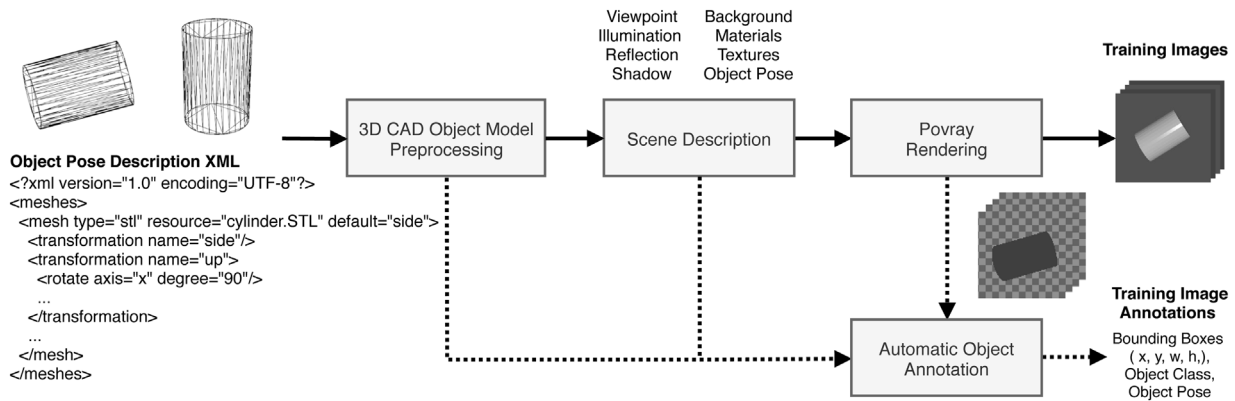 Object Pose Description XML
<?xml version="1.0" encoding="UTF-8"?>
<meshes>
<mesh type="stl" resource="cylinder.STL" default="side">
<transformation name="side"/>
<transformation name="up">
<rotate axis="x" degree="90"/>
...
</transformation>
...
</mesh>
</meshes>
3D CAD Object Model
Preprocessing
Viewpoint
Illumination
Reflection
Shadow
Background
Materials
Textures
Object Pose
Scene Description
Povray
Rendering
Training Images
Automatic Object
Annotation
Training Image
Annotations
Bounding Boxes
( x, y, w, h,),
Object Class,
Object Pose